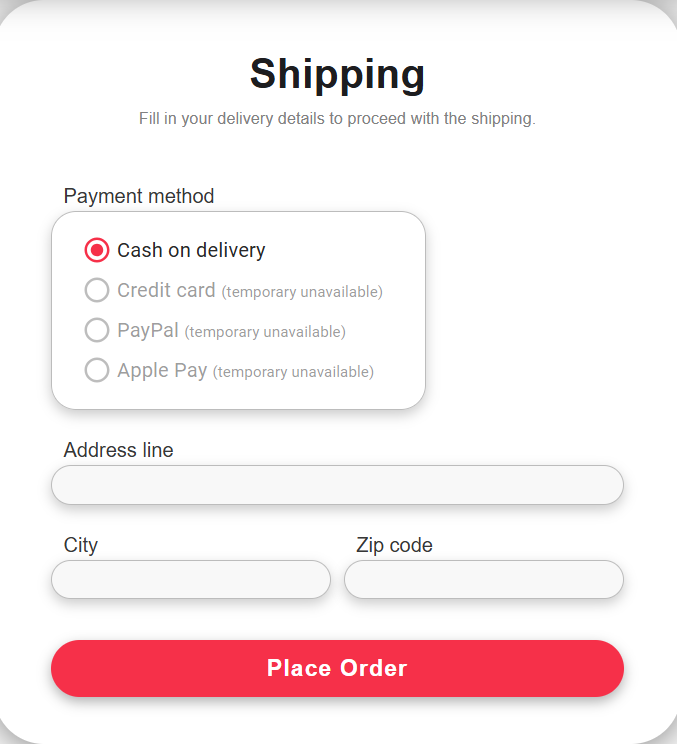 Shipping
Fill in your delivery details to proceed with the shipping.
Payment method
Cash on delivery
Credit card (temporary unavailable)
PayPal (temporary unavailable)
Apple Pay (temporary unavailable)
Address line
City Zip code
Place Order